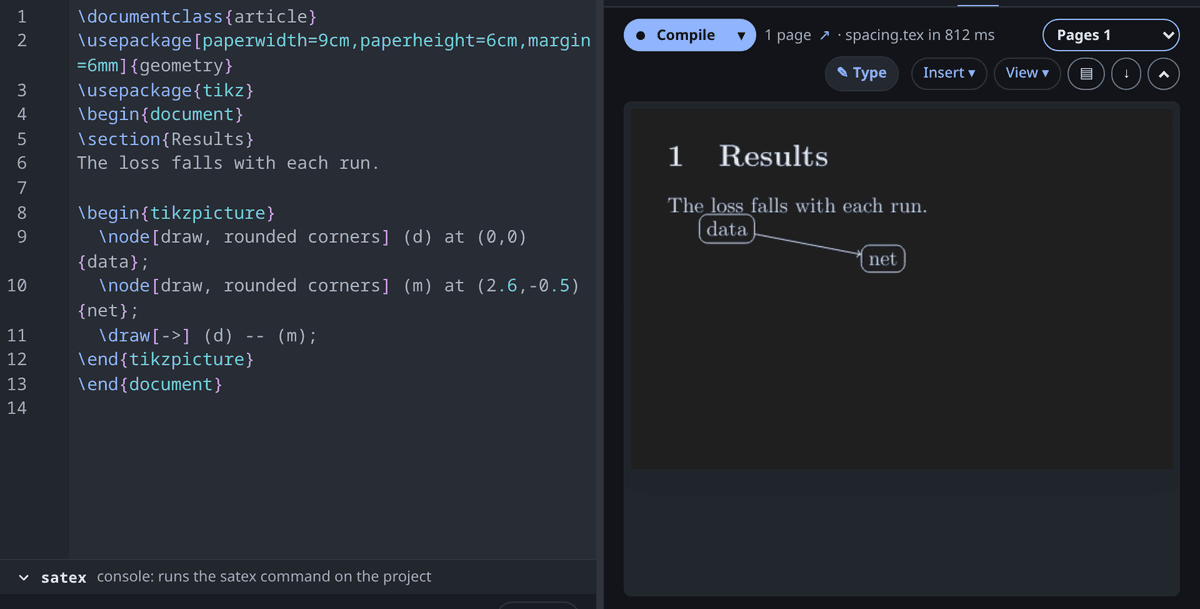 1 \documentclass{article}
2 \usepackage[paperwidth=9cm,paperheight=6cm,margin
=6mm]{geometry}
3 \usepackage{tikz}
4 \begin{document}
5 \section{Results}
6 The loss falls with each run.
7
8 \begin{tikzpicture}
9   \node[draw, rounded corners] (d) at (0,0)
{data};
10   \node[draw, rounded corners] (m) at (2.6,-0.5)
{net};
11   \draw[->] (d) -- (m);
12 \end{tikzpicture}
13 \end{document}
14
satex console: runs the satex command on the project
Compile ▾ 1 page ↗ · spacing.tex in 812 ms Pages 1
✎ Type Insert ▾ View ▾
1 Results
The loss falls with each run.
data
net